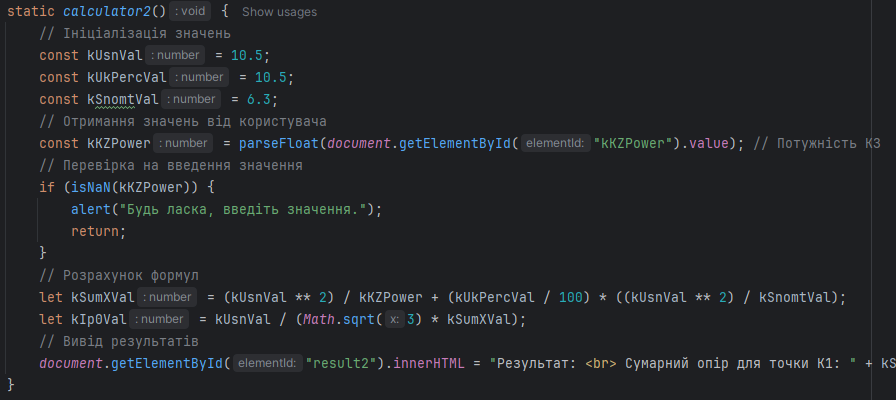 static calculator2() : void { Show usages
// Ініціалізація значень
const kUsnVal : number = 10.5;
const kUkPercVal : number = 10.5;
const kSnomtVal : number = 6.3;
// Отримання значень від користувача
const kKZPower : number = parseFloat(document.getElementById( elementId: "kKZPower").value); // Потужність КЗ
// Перевірка на введення значення
if (isNaN(kKZPower)) {
alert("Будь ласка, введіть значення.");
return;
}
// Розрахунок формул
let kSumXVal : number = (kUsnVal ** 2) / kKZPower + (kUkPercVal / 100) * ((kUsnVal ** 2) / kSnomtVal);
let kIp0Val : number = kUsnVal / (Math.sqrt( x: 3) * kSumXVal);
// Вивід результатів
document.getElementById( elementId: "result2").innerHTML = "Результат: <br> Сумарний опір для точки К1: " + kS
}